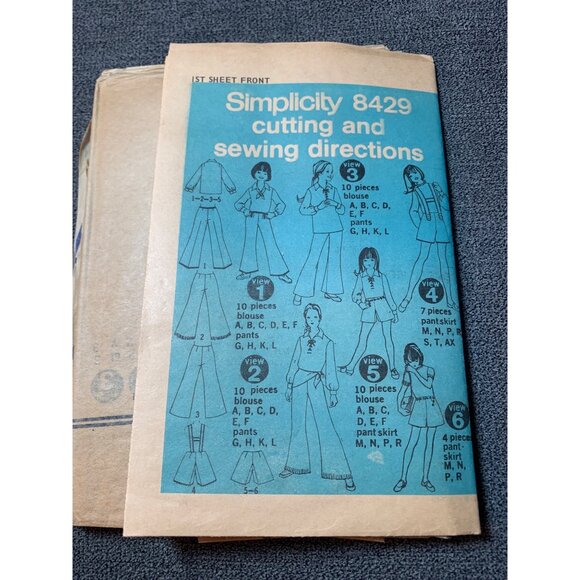 1ST SHEET FRONT
Simplicity 8429
cutting and
sewing directions
1-2-3-5
1
2
3
4
5-6
view
1
10 pieces
blouse
A, B, C, D, E, F
pants
G, H, K, L
view
2
10 pieces
blouse
A, B, C, D,
E, F
pants
G, H, K, L
view
3
10 pieces
blouse
A, B, C, D,
E, F
pants
G, H, K, L
view
4
7 pieces
pantskirt
M, N, P, R
S, T, AX
view
5
10 pieces
blouse
A, B, C,
D, E, F
pant skirt
M, N, P, R
view
6
4 pieces
pant-
skirt
M, N,
P, R